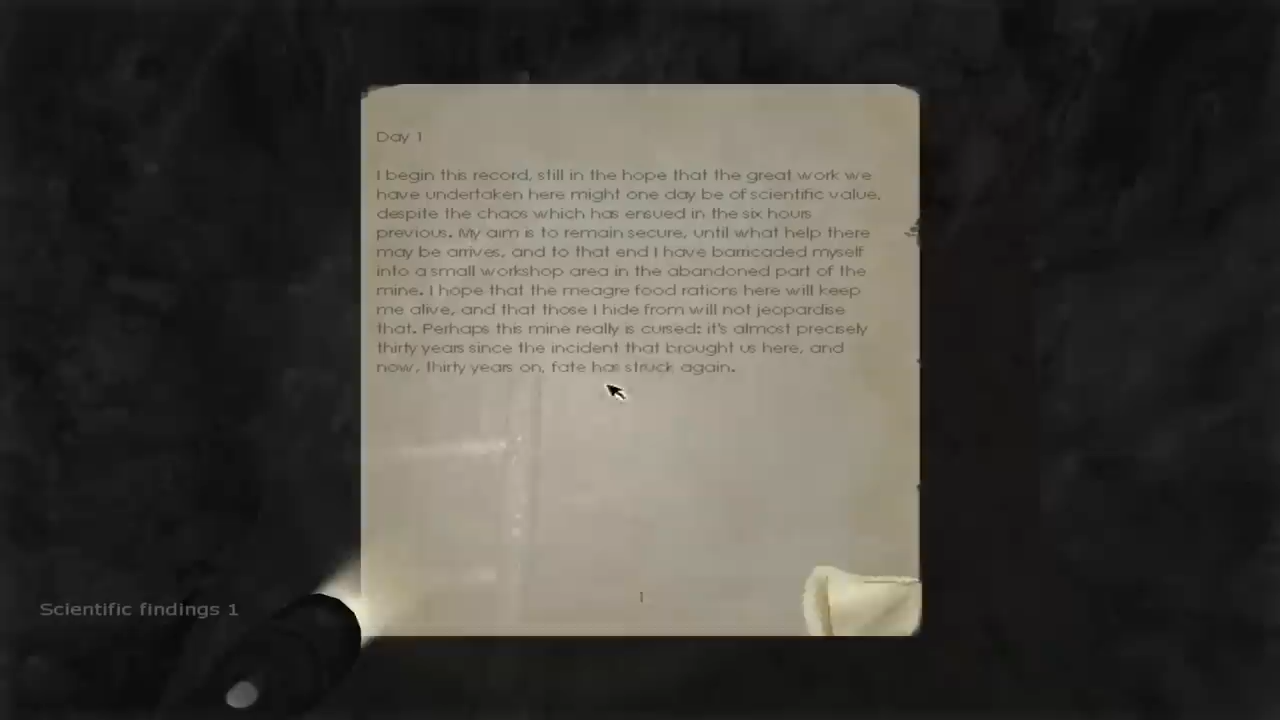 Day 1
I begin this record, still in the hope that the great work we
have undertaken here might one day be of scientific value,
despite the chaos which has ensued in the six hours
previous. My aim is to remain secure, until what help there
may be arrives, and to that end I have barricaded myself
into a small workshop area in the abandoned part of the
mine. I hope that the meagre food rations here will keep
me alive, and that those I hide from will not jeopardise
that. Perhaps this mine really is cursed: it's almost precisely
thirty years since the incident that brought us here, and
now, thirty years on, fate has struck again.
1
Scientific findings 1